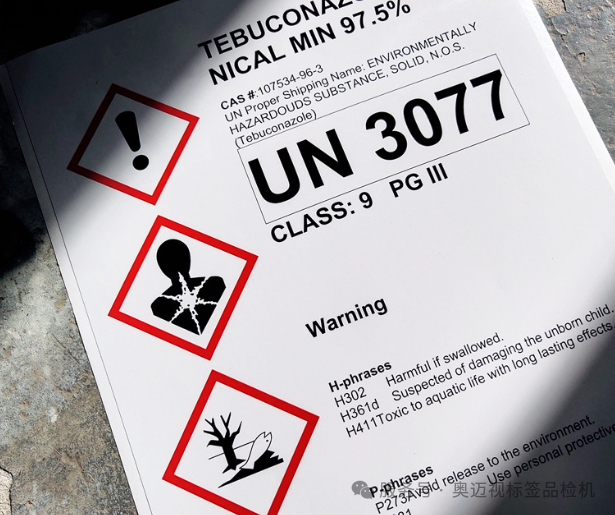 TEBUCONAZO
NICAL MIN 97.5%
CAS #:107534-96-3
UN Proper Shipping Name: ENVIRONMENTALLY
HAZARDOUDS SUBSTANCE, SOLID, N.O.S.
(Tebuconazole)
UN 3077
CLASS: 9 PG III
Warning
H-phrases
H302 Harmful if swallowed.
H361d Suspected of damaging the unborn child.
H411Toxic to aquatic life with long lasting effects.
P-phrases
P273Avoid release to the environment.
Use personal protective
奥迈视标签品检机